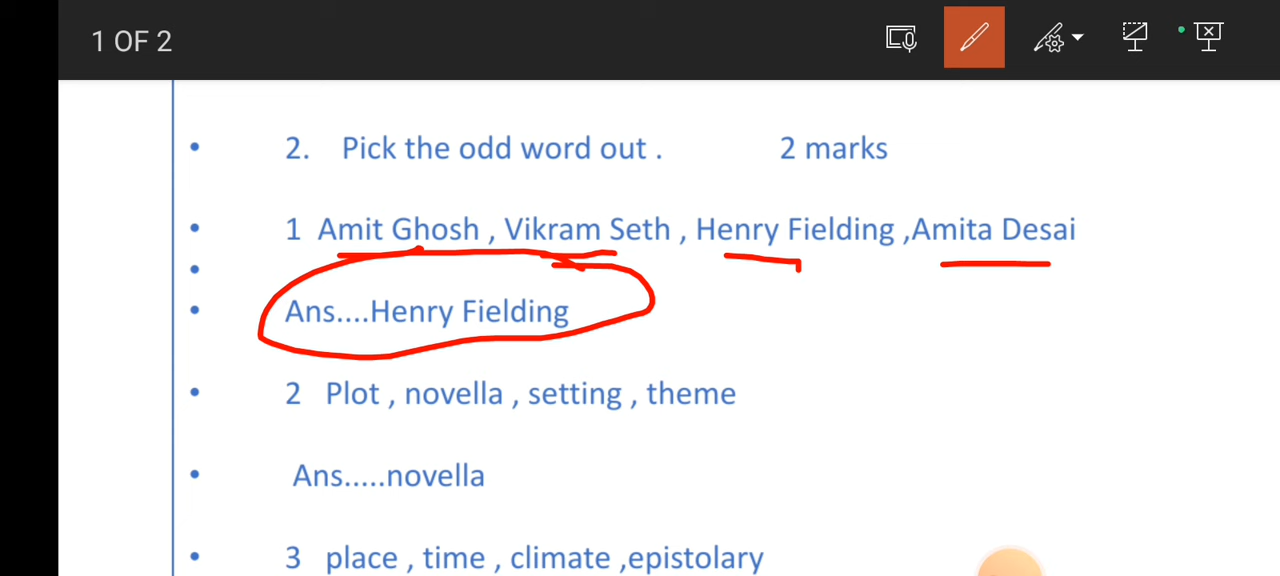 1 OF 2
• 2. Pick the odd word out . 2 marks
• 1 Amit Ghosh , Vikram Seth , Henry Fielding ,Amita Desai
•
• Ans....Henry Fielding
• 2 Plot , novella , setting , theme
• Ans.....novella
• 3 place , time , climate ,epistolary